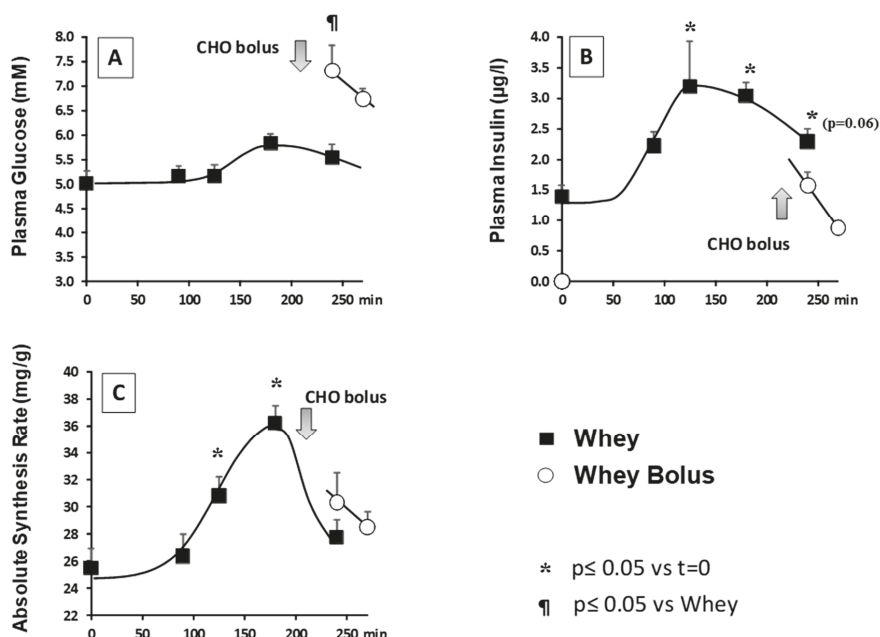 A
CHO bolus
¶
Plasma Glucose (mM)
8.0
7.5
7.0
6.5
6.0
5.5
5.0
4.5
4.0
3.5
3.0
0 50 100 150 200 250 min
B
*
*
* (p=0.06)
CHO bolus
Plasma Insulin (µg/l)
4.0
3.5
3.0
2.5
2.0
1.5
1.0
0.5
0.0
0 50 100 150 200 250 min
C
*
*
CHO bolus
Absolute Synthesis Rate (mg/g)
40
38
36
34
32
30
28
26
24
22
0 50 100 150 200 250 min
Whey
Whey Bolus
* p≤ 0.05 vs t=0
¶ p≤ 0.05 vs Whey